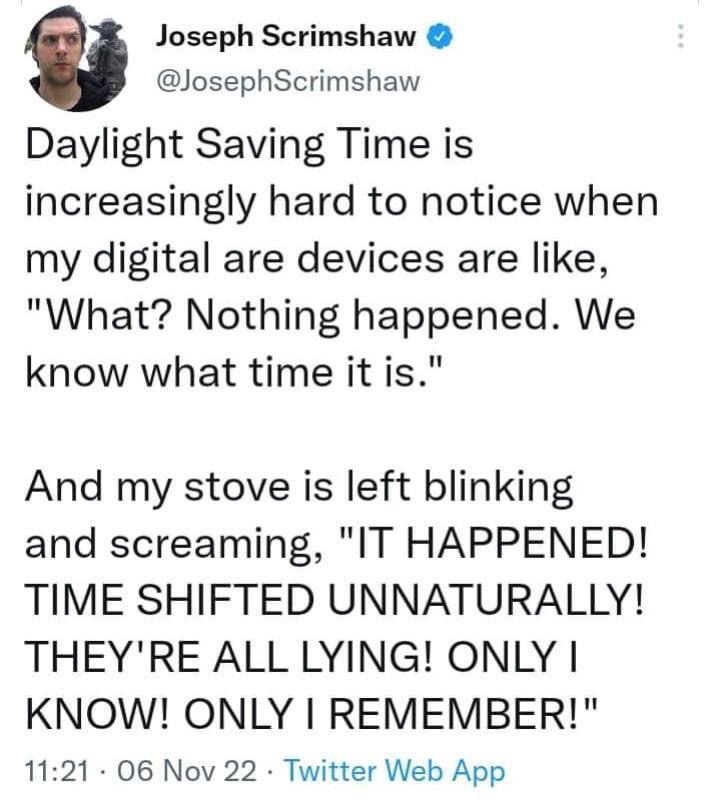 Joseph Scrimshaw
@JosephScrimshaw
Daylight Saving Time is
increasingly hard to notice when
my digital are devices are like,
"What? Nothing happened. We
know what time it is."
And my stove is left blinking
and screaming, "IT HAPPENED!
TIME SHIFTED UNNATURALLY!
THEY'RE ALL LYING! ONLY I
KNOW! ONLY I REMEMBER!"
11:21 · 06 Nov 22 · Twitter Web App